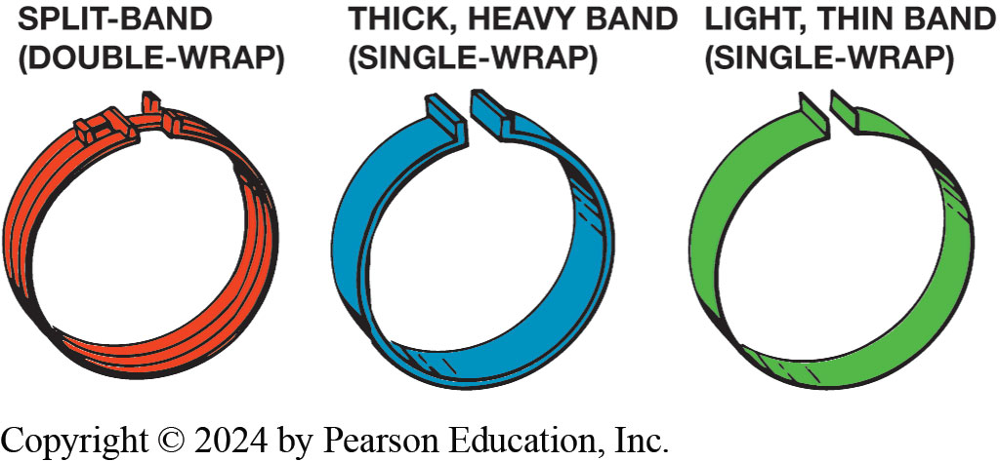 SPLIT-BAND
(DOUBLE-WRAP)
THICK, HEAVY BAND
(SINGLE-WRAP)
LIGHT, THIN BAND
(SINGLE-WRAP)
Copyright © 2024 by Pearson Education, Inc.